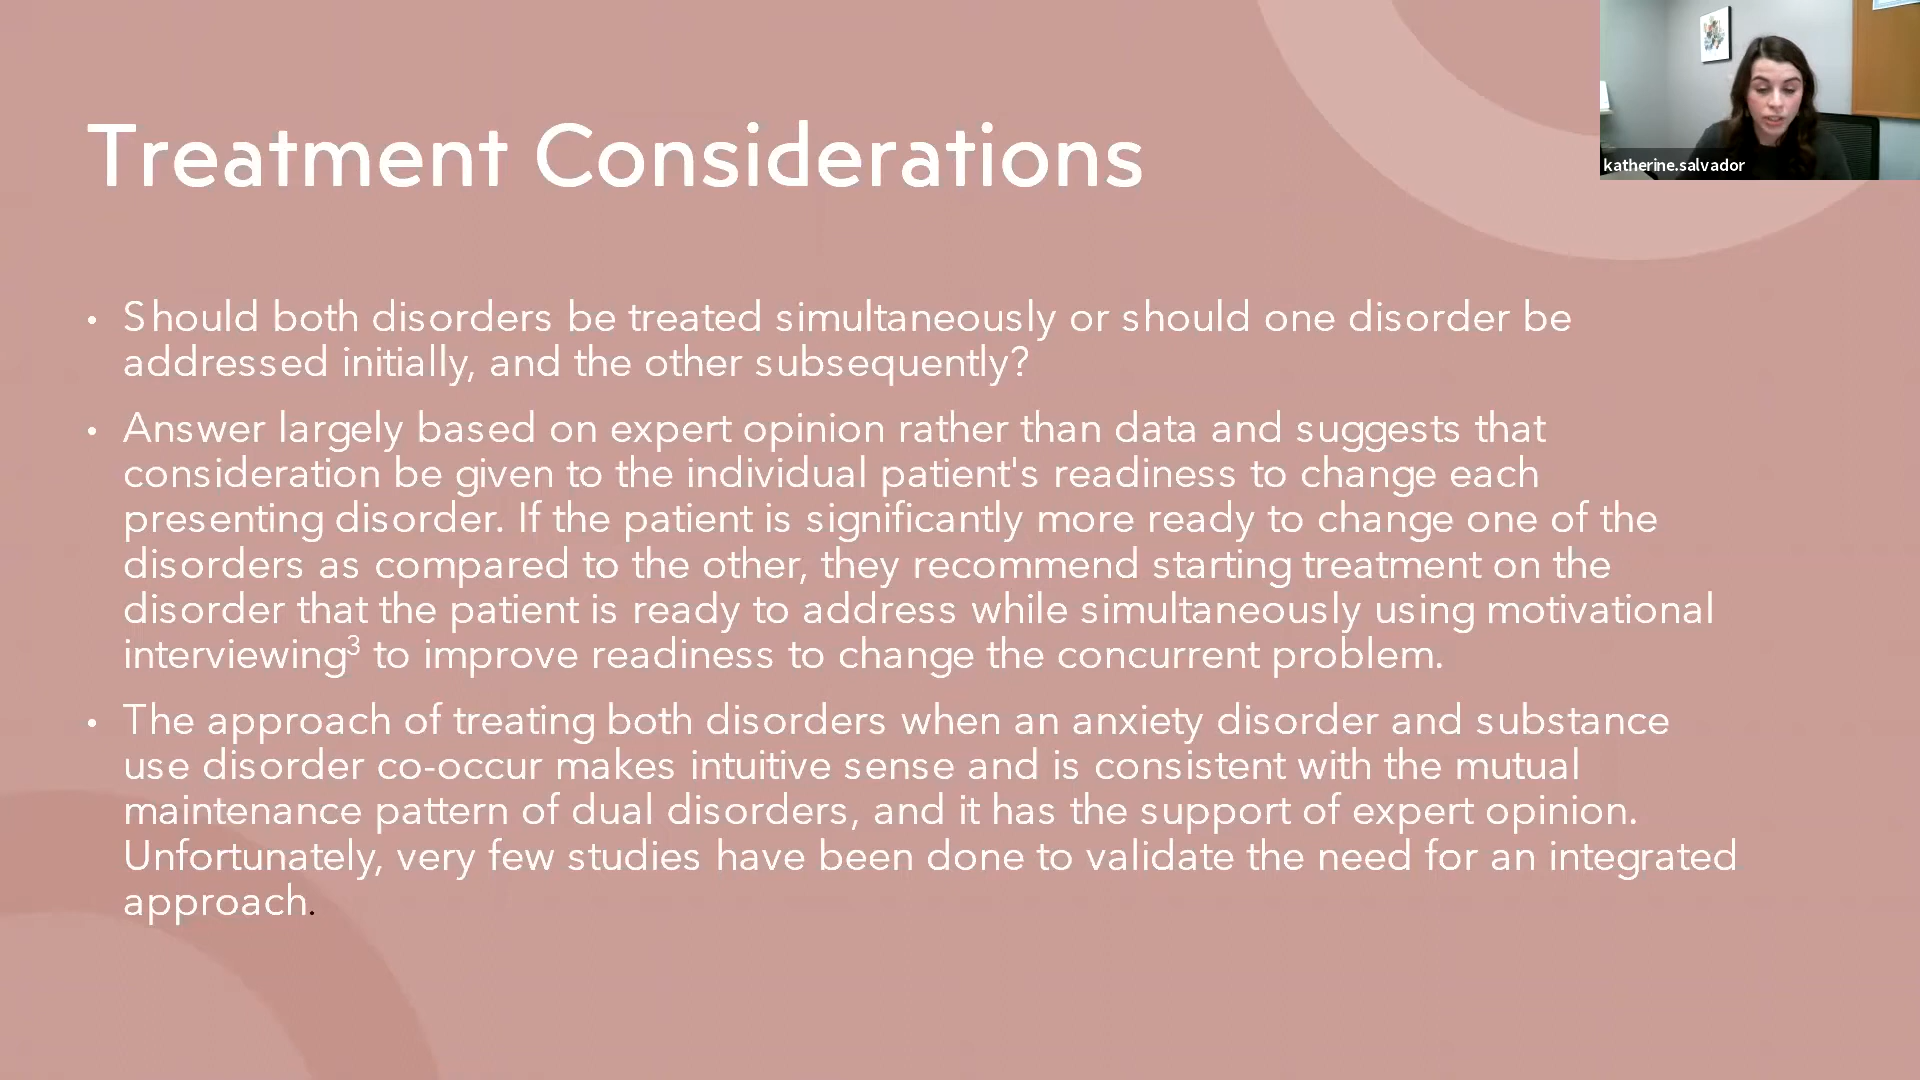 Treatment Considerations
katherine.salvador
• Should both disorders be treated simultaneously or should one disorder be
addressed initially, and the other subsequently?
• Answer largely based on expert opinion rather than data and suggests that
consideration be given to the individual patient's readiness to change each
presenting disorder. If the patient is significantly more ready to change one of the
disorders as compared to the other, they recommend starting treatment on the
disorder that the patient is ready to address while simultaneously using motivational
interviewing³ to improve readiness to change the concurrent problem.
• The approach of treating both disorders when an anxiety disorder and substance
use disorder co-occur makes intuitive sense and is consistent with the mutual
maintenance pattern of dual disorders, and it has the support of expert opinion.
Unfortunately, very few studies have been done to validate the need for an integrated
approach.